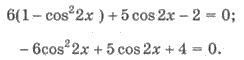 6(1 − cos²2x ) + 5 cos 2x − 2 = 0;
− 6cos²2x + 5 cos 2x + 4 = 0.